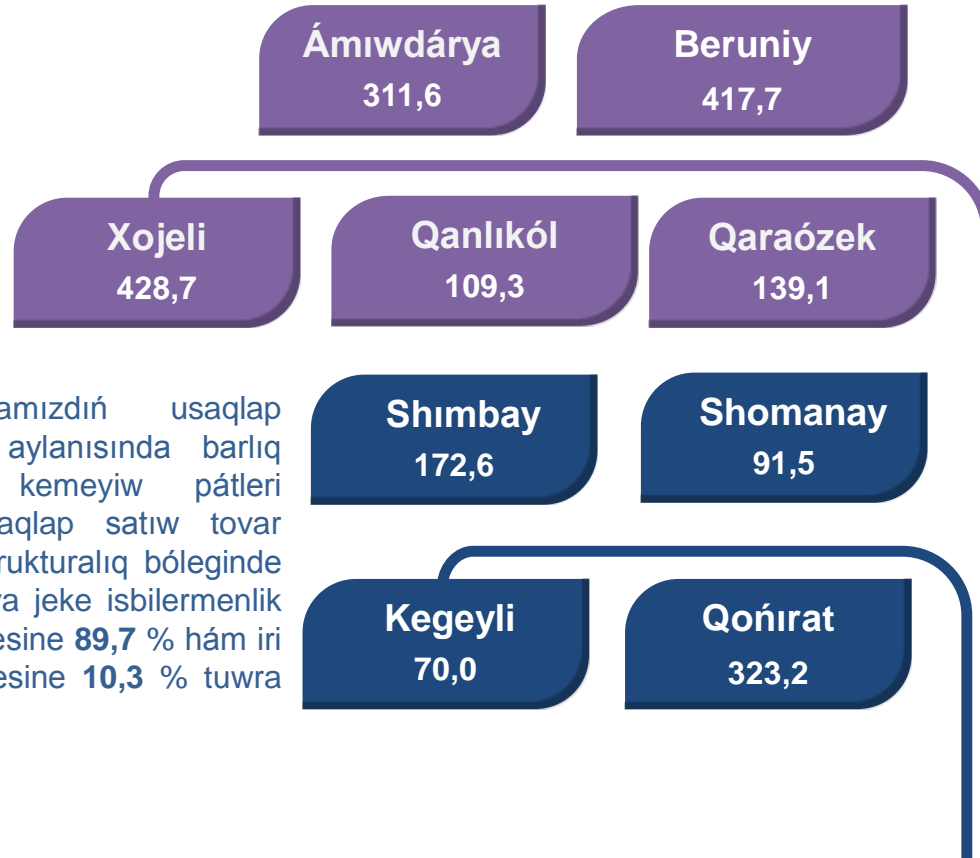 Ámıwdárya
311,6
Beruniy
417,7
Xojeli
428,7
Qanlıkól
109,3
Qaraózek
139,1
Shımbay
172,6
Shomanay
91,5
Kegeyli
70,0
Qońırat
323,2
amızdıń usaqlap
aylanısında barlıq
kemeyiw pátleri
aqlap satıw tovar
rukturalıq bóleginde
a jeke isbilermenlik
esine 89,7 % hám iri
esine 10,3 % tuwra